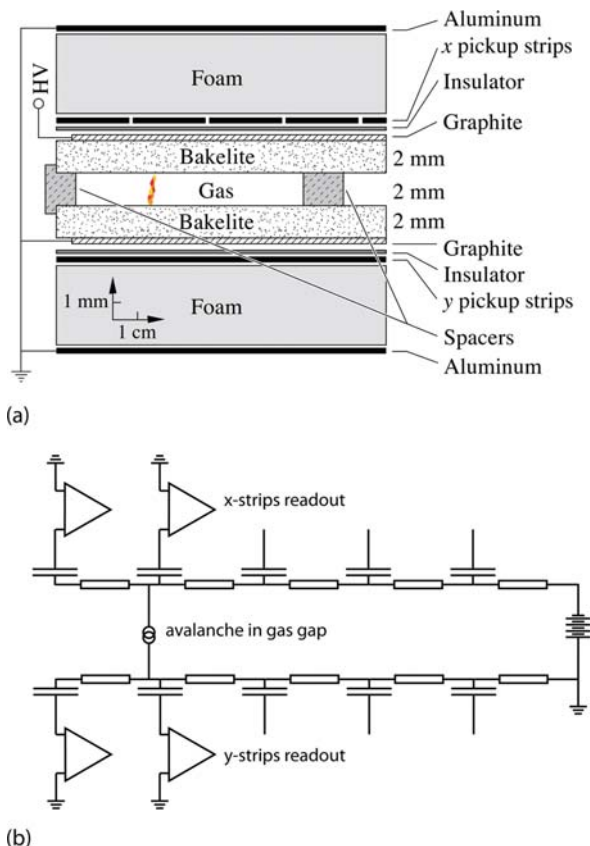 Aluminum
x pickup strips
Insulator
Graphite
HV
Foam
Bakelite
2 mm
Gas
2 mm
Bakelite
2 mm
Graphite
Insulator
y pickup strips
Foam
1 mm
1 cm
Spacers
Aluminum
(a)
x-strips readout
avalanche in gas gap
y-strips readout
(b)